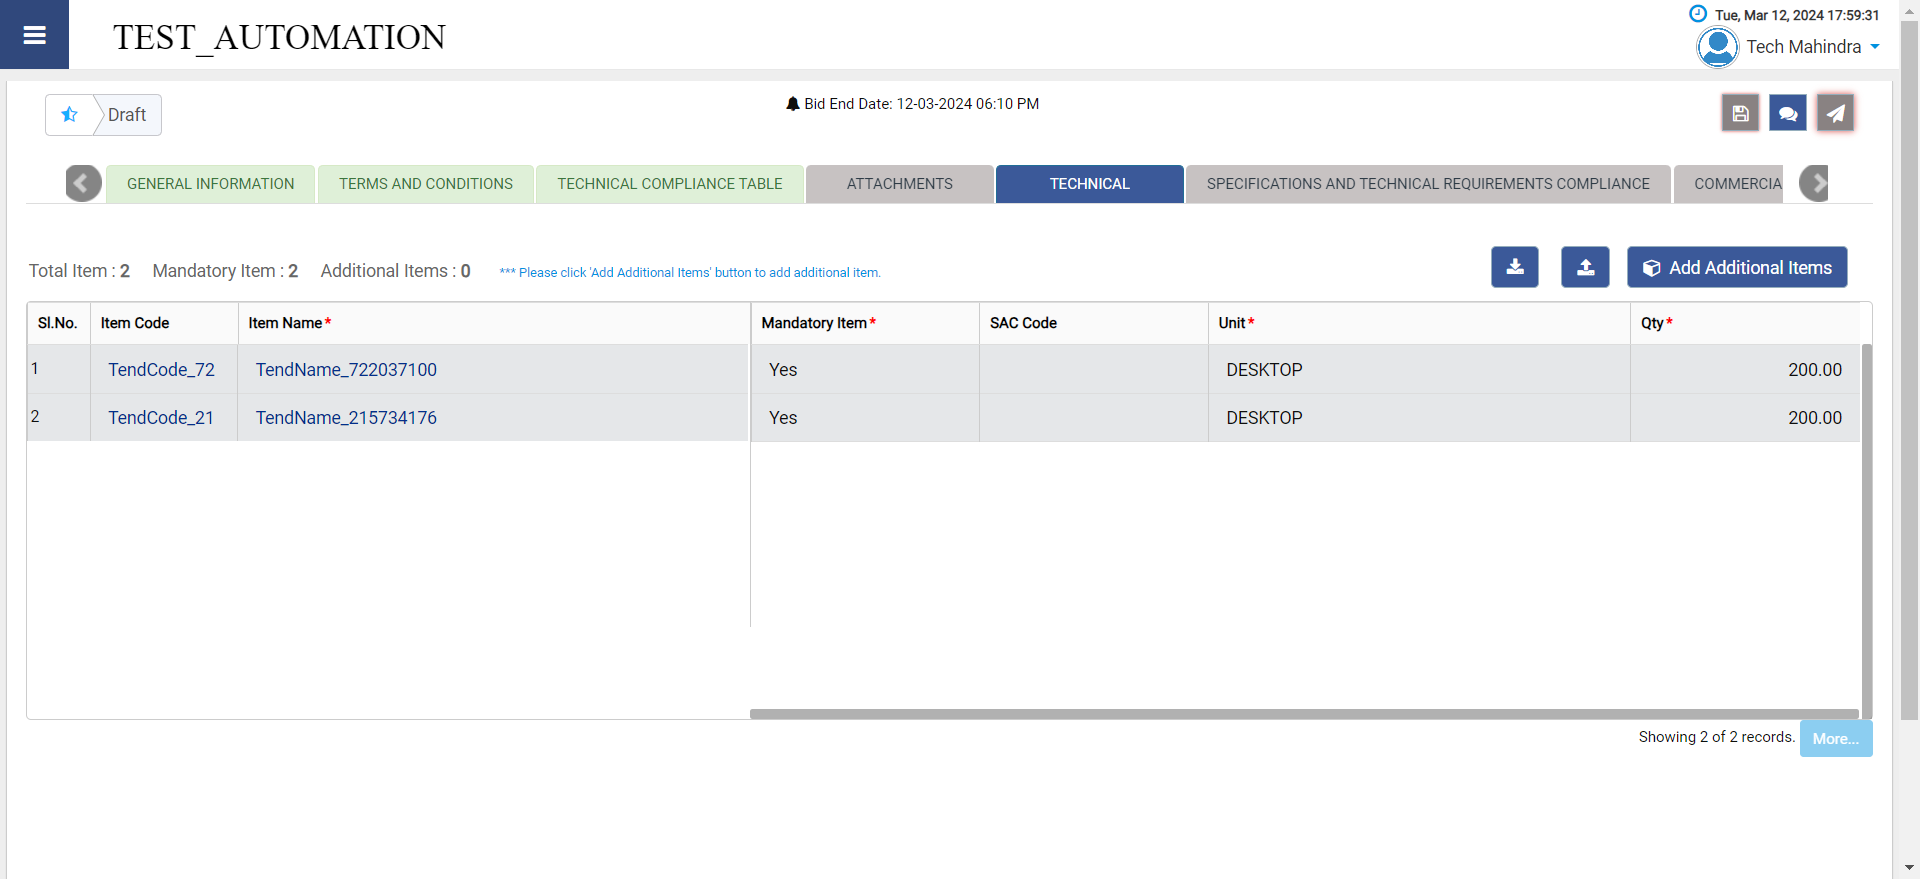 TEST_AUTOMATION
Tue, Mar 12, 2024 17:59:31
Tech Mahindra
Draft
Bid End Date: 12-03-2024 06:10 PM
GENERAL INFORMATION TERMS AND CONDITIONS TECHNICAL COMPLIANCE TABLE ATTACHMENTS TECHNICAL SPECIFICATIONS AND TECHNICAL REQUIREMENTS COMPLIANCE COMMERCIA
Total Item : 2 Mandatory Item : 2 Additional Items : 0 *** Please click 'Add Additional Items' button to add additional item. Add Additional Items
Sl.No. Item Code Item Name* Mandatory Item* SAC Code Unit* Qty*
1 TendCode_72 TendName_722037100 Yes DESKTOP 200.00
2 TendCode_21 TendName_215734176 Yes DESKTOP 200.00
Showing 2 of 2 records. More...